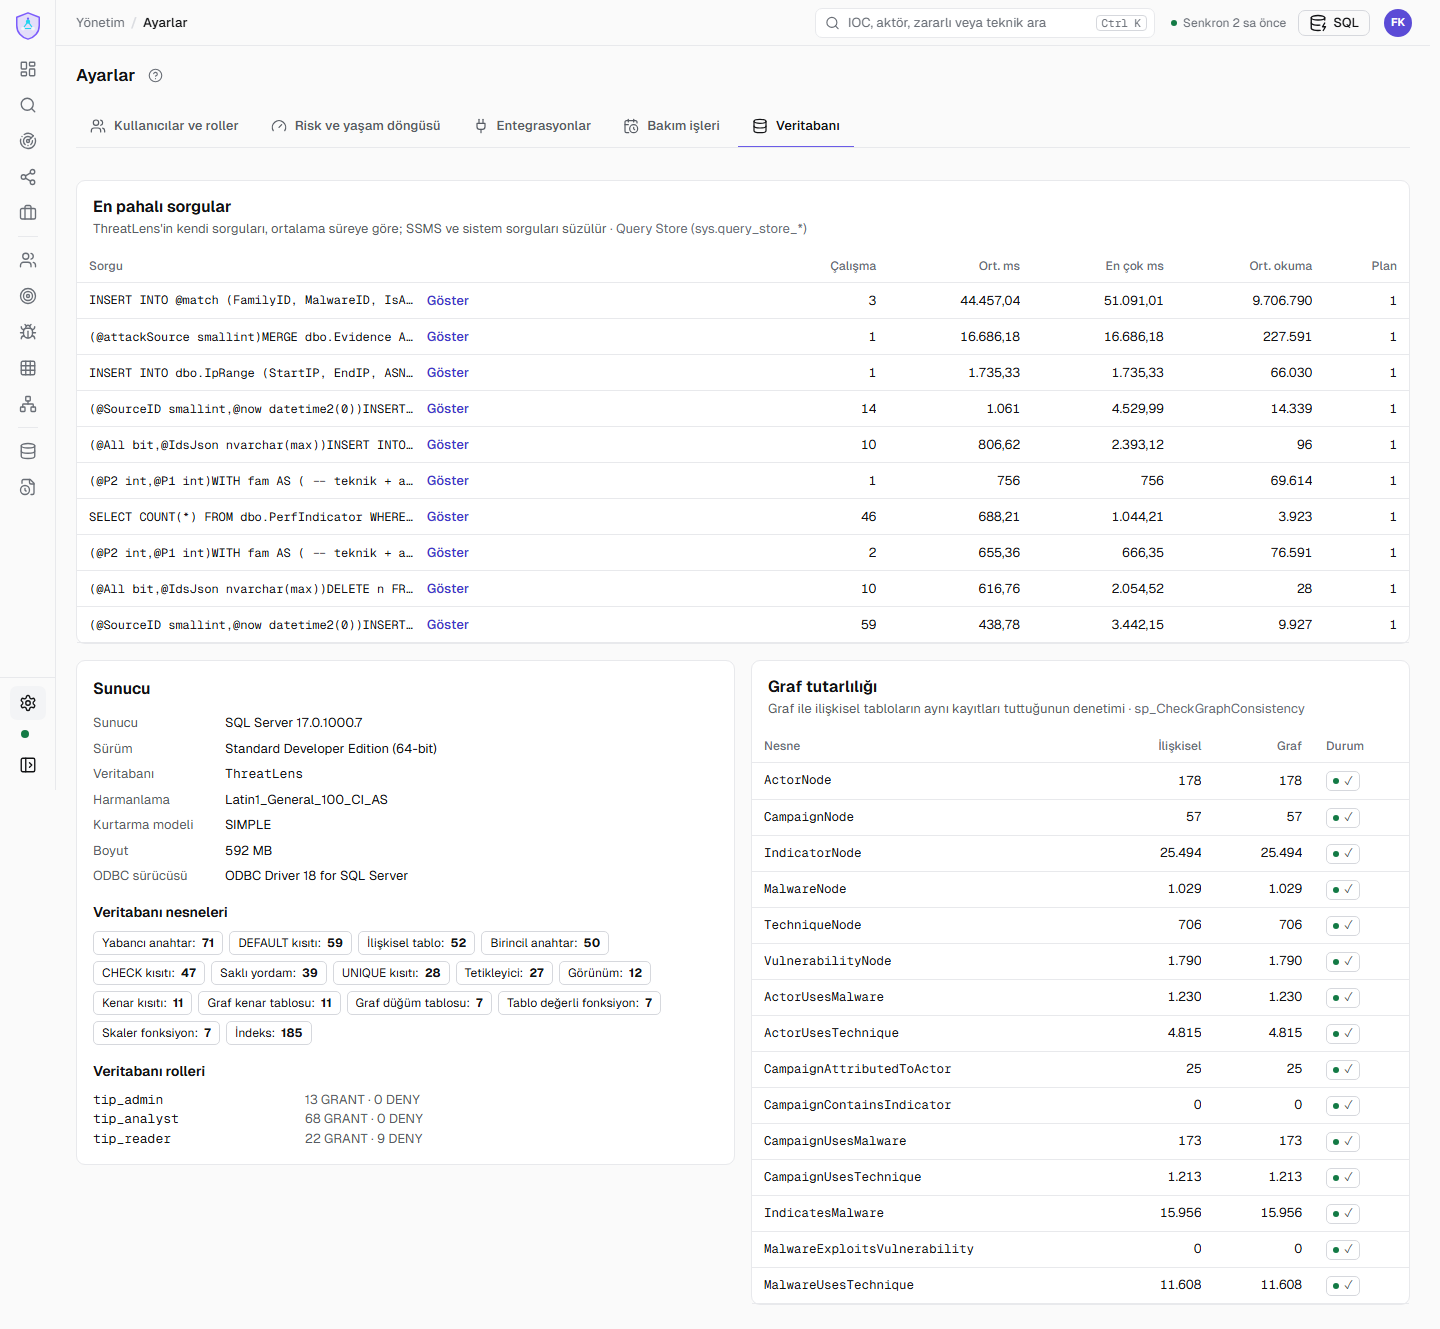 Yönetim / Ayarlar
IOC, aktör, zararlı veya teknik ara Ctrl K
Senkron 2 sa önce
SQL
FK
Ayarlar
Kullanıcılar ve roller
Risk ve yaşam döngüsü
Entegrasyonlar
Bakım işleri
Veritabanı
En pahalı sorgular
ThreatLens'in kendi sorguları, ortalama süreye göre; SSMS ve sistem sorguları süzülür · Query Store (sys.query_store_*)
Sorgu Çalışma Ort. ms En çok ms Ort. okuma Plan
INSERT INTO @match (FamilyID, MalwareID, IsA… Göster 3 44.457,04 51.091,01 9.706.790 1
(@attackSource smallint)MERGE dbo.Evidence A… Göster 1 16.686,18 16.686,18 227.591 1
INSERT INTO dbo.IpRange (StartIP, EndIP, ASN… Göster 1 1.735,33 1.735,33 66.030 1
(@SourceID smallint,@now datetime2(0))INSERT… Göster 14 1.061 4.529,99 14.339 1
(@All bit,@IdsJson nvarchar(max))INSERT INTO… Göster 10 806,62 2.393,12 96 1
(@P2 int,@P1 int)WITH fam AS ( -- teknik + a… Göster 1 756 756 69.614 1
SELECT COUNT(*) FROM dbo.PerfIndicator WHERE… Göster 46 688,21 1.044,21 3.923 1
(@P2 int,@P1 int)WITH fam AS ( -- teknik + a… Göster 2 655,36 666,35 76.591 1
(@All bit,@IdsJson nvarchar(max))DELETE n FR… Göster 10 616,76 2.054,52 28 1
(@SourceID smallint,@now datetime2(0))INSERT… Göster 59 438,78 3.442,15 9.927 1
Sunucu
Sunucu SQL Server 17.0.1000.7
Sürüm Standard Developer Edition (64-bit)
Veritabanı ThreatLens
Harmanlama Latin1_General_100_CI_AS
Kurtarma modeli SIMPLE
Boyut 592 MB
ODBC sürücüsü ODBC Driver 18 for SQL Server
Veritabanı nesneleri
Yabancı anahtar: 71 DEFAULT kısıtı: 59 İlişkisel tablo: 52 Birincil anahtar: 50
CHECK kısıtı: 47 Saklı yordam: 39 UNIQUE kısıtı: 28 Tetikleyici: 27 Görünüm: 12
Kenar kısıtı: 11 Graf kenar tablosu: 11 Graf düğüm tablosu: 7 Tablo değerli fonksiyon: 7
Skaler fonksiyon: 7 İndeks: 185
Veritabanı rolleri
tip_admin 13 GRANT · 0 DENY
tip_analyst 68 GRANT · 0 DENY
tip_reader 22 GRANT · 9 DENY
Graf tutarlılığı
Graf ile ilişkisel tabloların aynı kayıtları tuttuğunun denetimi · sp_CheckGraphConsistency
Nesne İlişkisel Graf Durum
ActorNode 178 178 ✓
CampaignNode 57 57 ✓
IndicatorNode 25.494 25.494 ✓
MalwareNode 1.029 1.029 ✓
TechniqueNode 706 706 ✓
VulnerabilityNode 1.790 1.790 ✓
ActorUsesMalware 1.230 1.230 ✓
ActorUsesTechnique 4.815 4.815 ✓
CampaignAttributedToActor 25 25 ✓
CampaignContainsIndicator 0 0 ✓
CampaignUsesMalware 173 173 ✓
CampaignUsesTechnique 1.213 1.213 ✓
IndicatesMalware 15.956 15.956 ✓
MalwareExploitsVulnerability 0 0 ✓
MalwareUsesTechnique 11.608 11.608 ✓